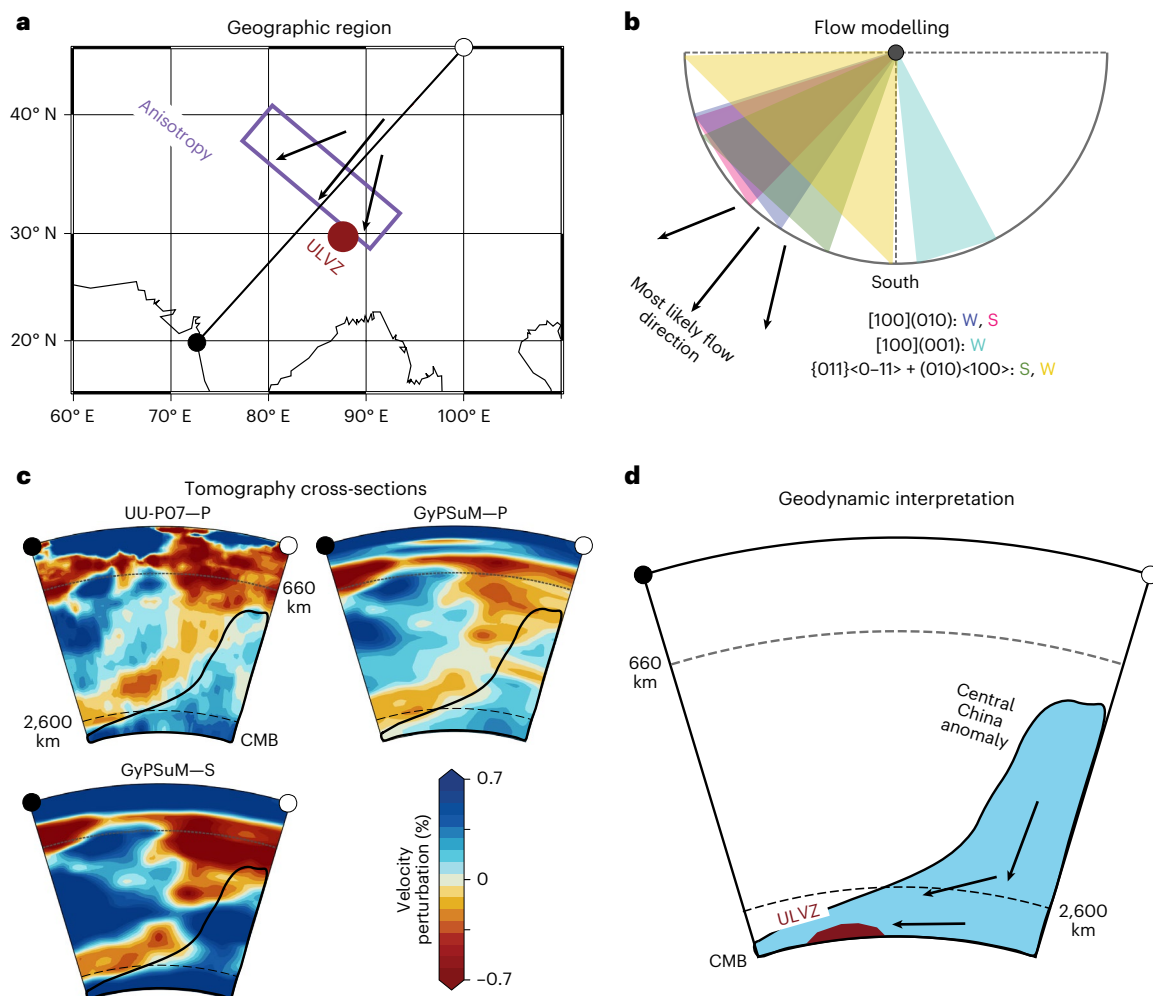 a
Geographic region
40° N
30° N
20° N
60° E
70° E
80° E
90° E
100° E
Anisotropy
ULVZ
b
Flow modelling
South
Most likely flow
direction
[100](010): W, S
[100](001): W
{011}<0–11> + (010)<100>: S, W
c
Tomography cross-sections
UU-P07—P
GyPSuM—P
660
km
2,600
km
CMB
GyPSuM—S
Velocity
perturbation (%)
0.7
0
–0.7
d
Geodynamic interpretation
660
km
Central
China
anomaly
ULVZ
2,600
km
CMB